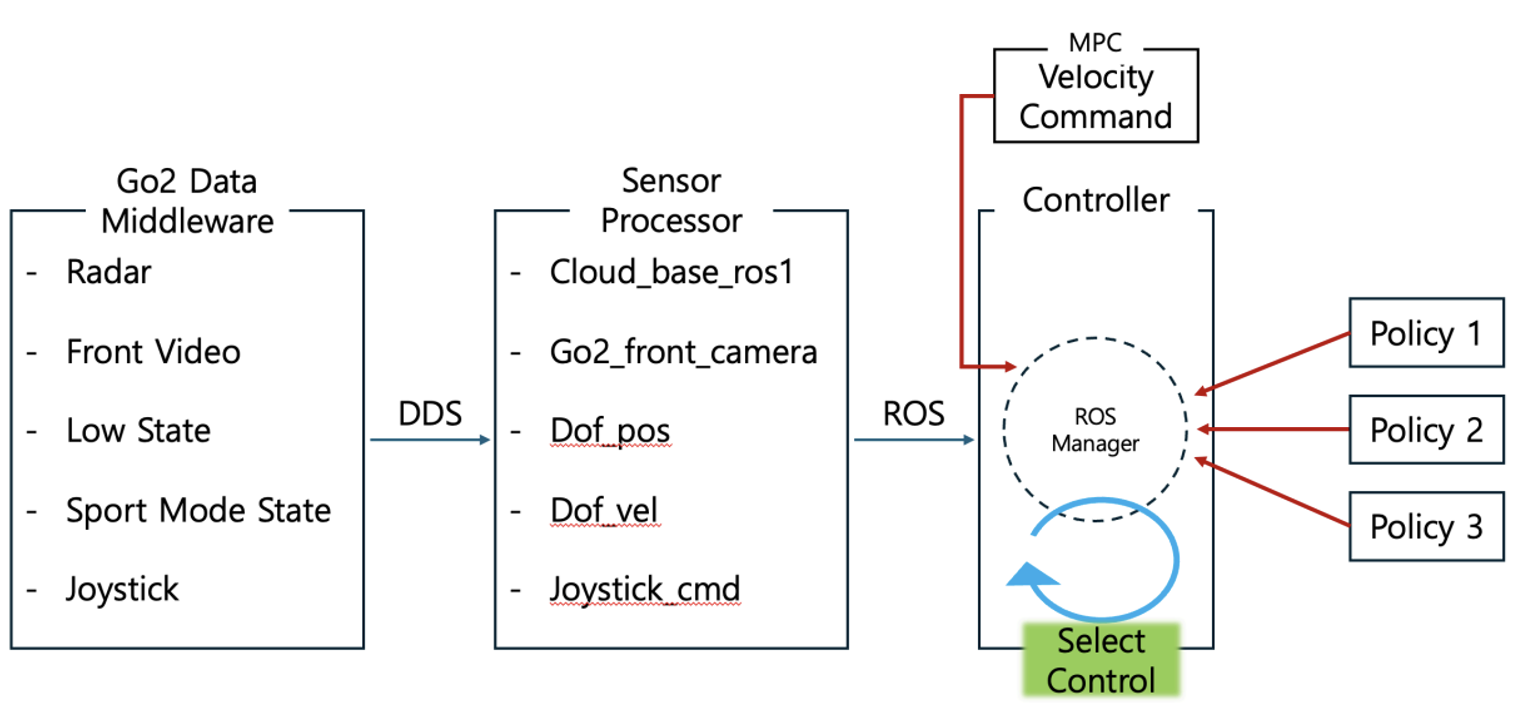 Go2 Data
Middleware
- Radar
- Front Video
- Low State
- Sport Mode State
- Joystick
DDS
Sensor
Processor
- Cloud_base_ros1
- Go2_front_camera
- Dof_pos
- Dof_vel
- Joystick_cmd
ROS
MPC
Velocity
Command
Controller
ROS
Manager
Select
Control
Policy 1
Policy 2
Policy 3